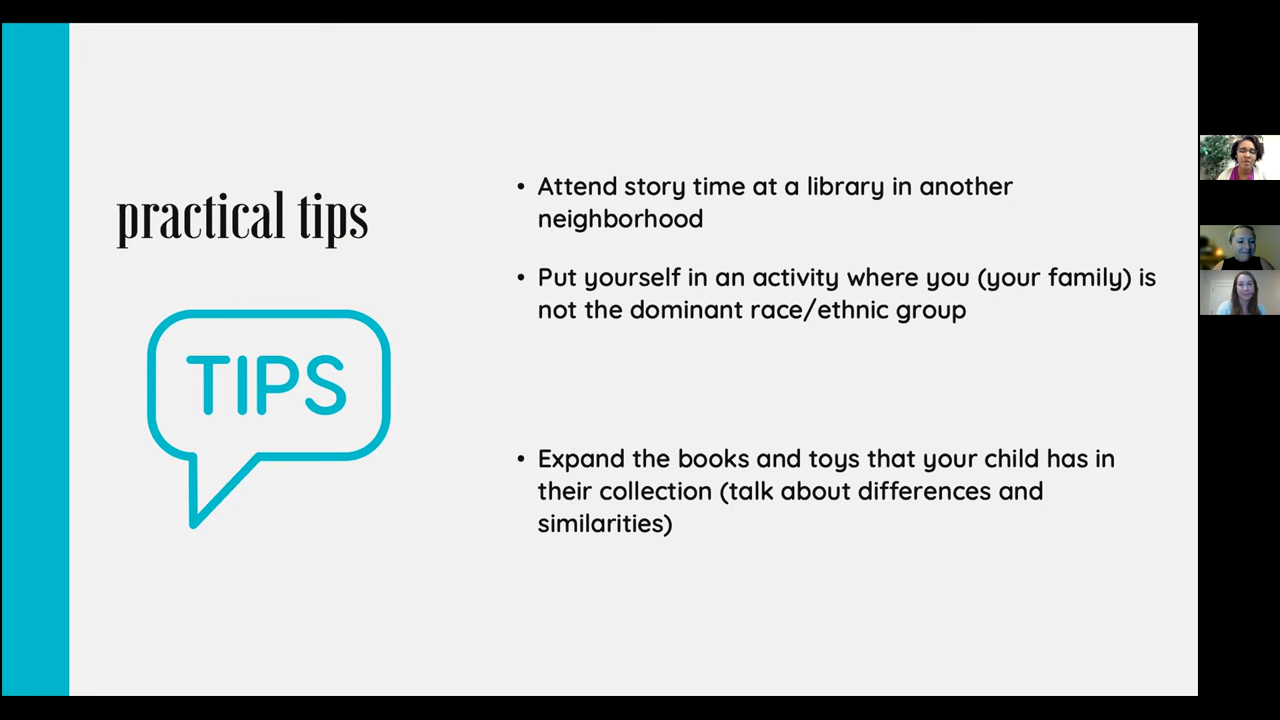 practical tips
TIPS
• Attend story time at a library in another
neighborhood
• Put yourself in an activity where you (your family) is
not the dominant race/ethnic group
• Expand the books and toys that your child has in
their collection (talk about differences and
similarities)